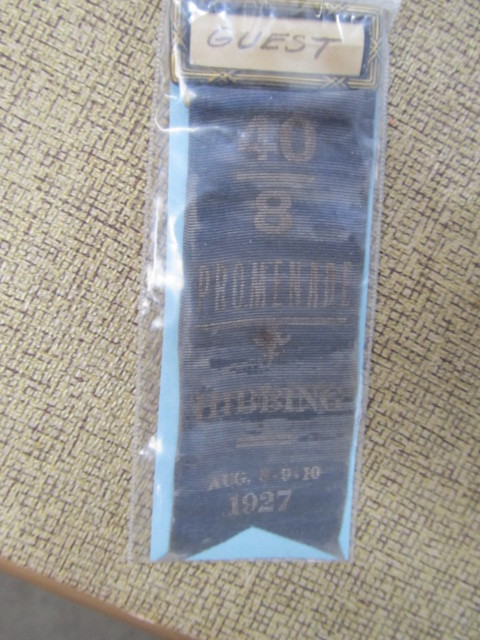 GUEST
40
8
PROMENADE
HIBBING
AUG. 8-9-10
1927